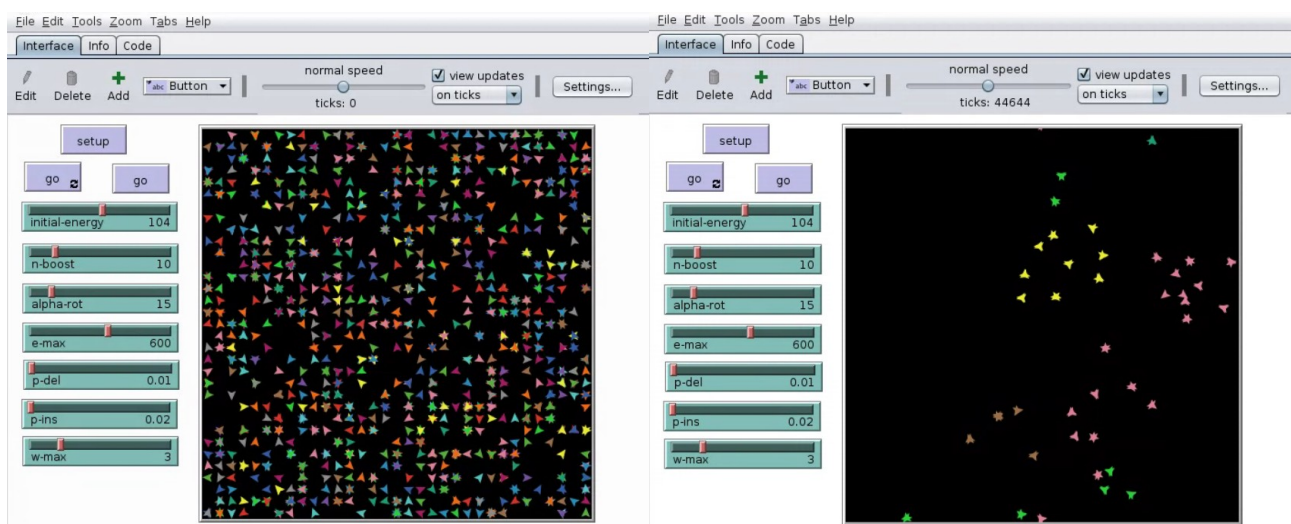 File Edit Tools Zoom Tabs Help
Interface Info Code
normal speed
view updates
Edit Delete Add abc Button
ticks: 0
on ticks
Settings...
setup
go go
initial-energy 104
n-boost 10
alpha-rot 15
e-max 600
p-del 0.01
p-ins 0.02
w-max 3
File Edit Tools Zoom Tabs Help
Interface Info Code
normal speed
view updates
Edit Delete Add abc Button
ticks: 44644
on ticks
Settings...
setup
go go
initial-energy 104
n-boost 10
alpha-rot 15
e-max 600
p-del 0.01
p-ins 0.02
w-max 3